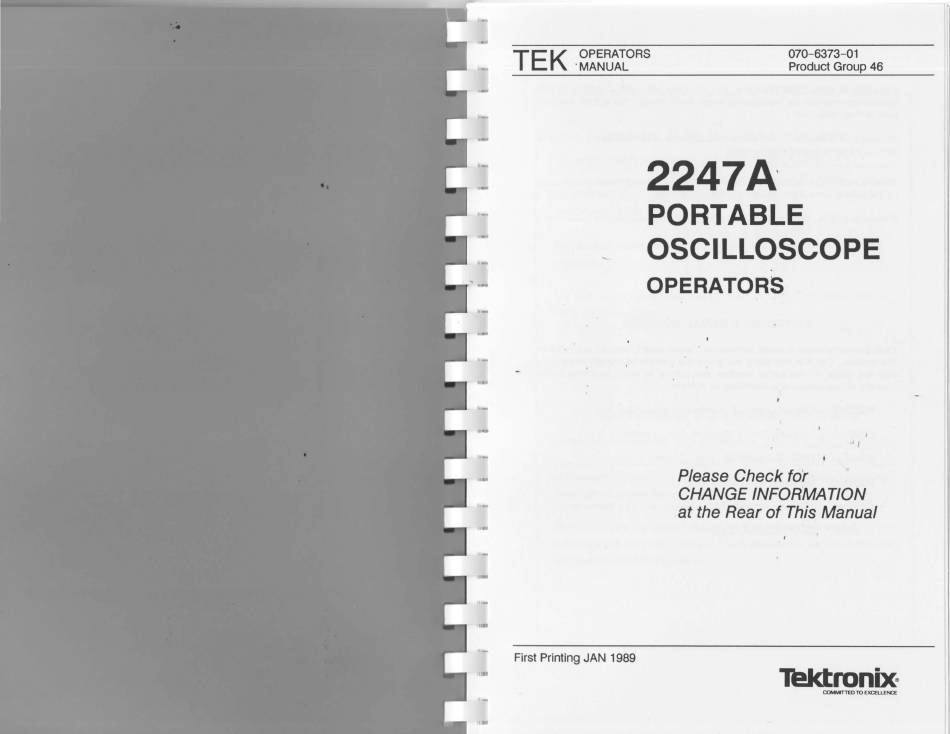 TEK OPERATORS MANUAL
070-6373-01
Product Group 46
2247A
PORTABLE
OSCILLOSCOPE
OPERATORS
Please Check for
CHANGE INFORMATION
at the Rear of This Manual
First Printing JAN 1989
Tektronix®
COMMITTED TO EXCELLENCE